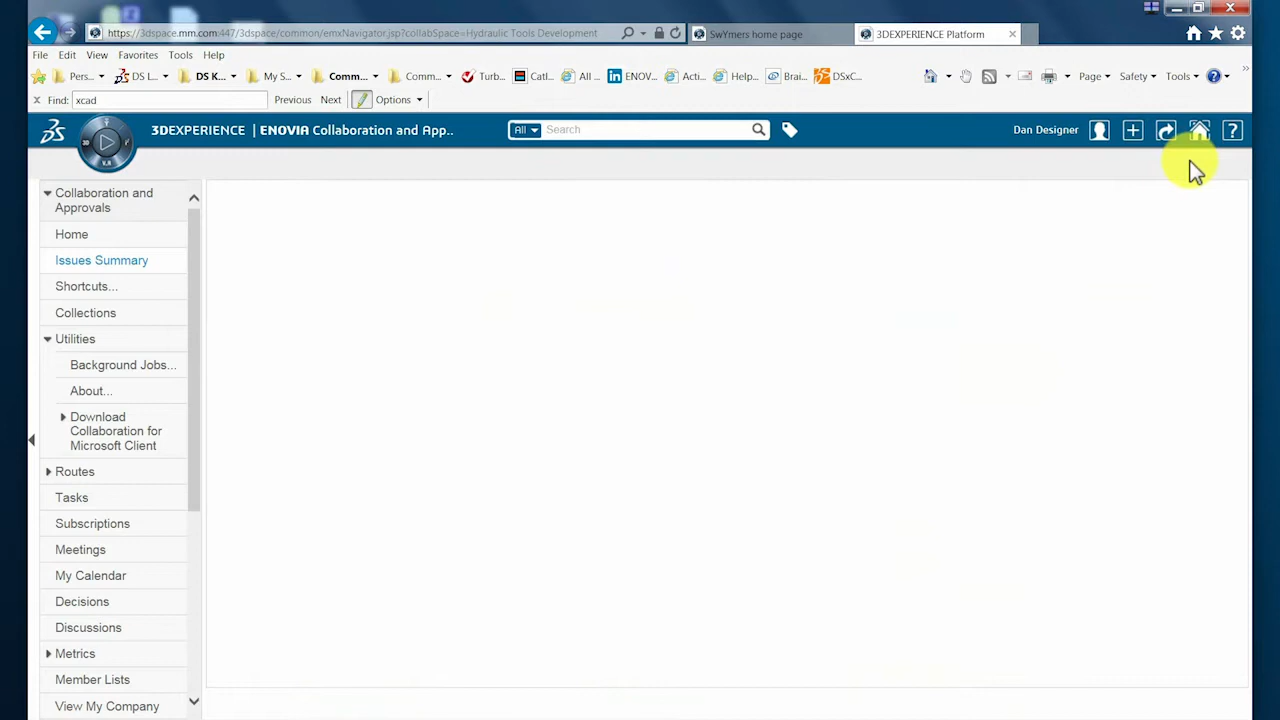 https://3dspace.mm.com:447/3dspace/common/emxNavigator.jsp?collabSpace=Hydraulic Tools Development
SwYmers home page
3DEXPERIENCE Platform
File Edit View Favorites Tools Help
Pers... DS I... DS K... My S... Comm... Comm... Turb... Catl... All ... ENOV... Acti... Help... Brai... DSxC... Page Safety Tools
Find: xcad Previous Next Options
3DEXPERIENCE | ENOVIA Collaboration and App.. All Search Dan Designer
3D V.R
Collaboration and
Approvals
Home
Issues Summary
Shortcuts...
Collections
Utilities
Background Jobs...
About...
Download
Collaboration for
Microsoft Client
Routes
Tasks
Subscriptions
Meetings
My Calendar
Decisions
Discussions
Metrics
Member Lists
View My Company